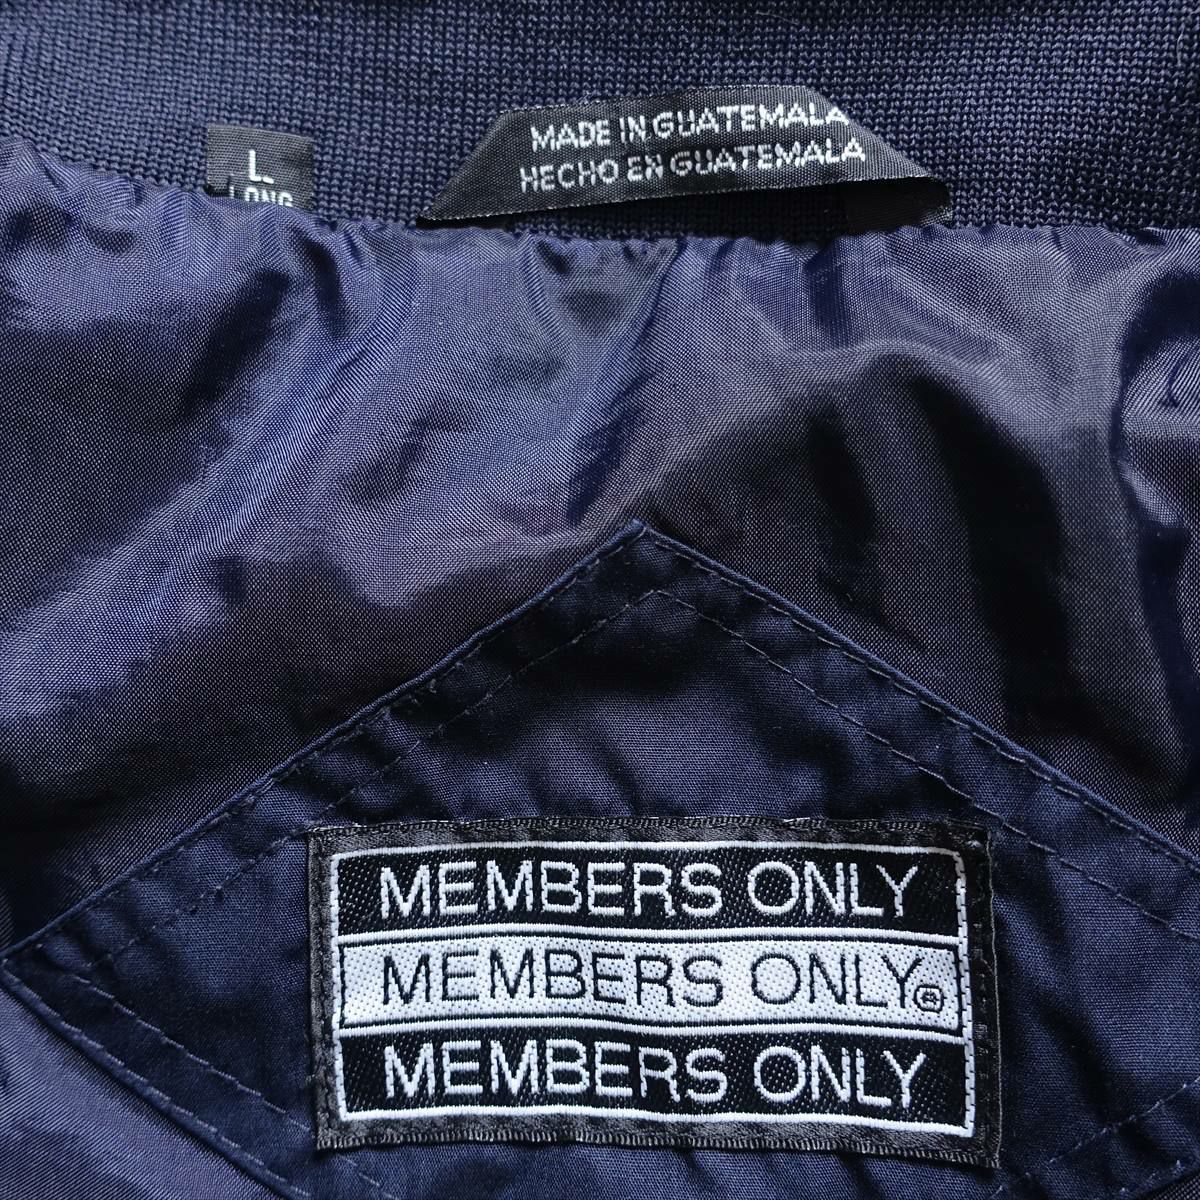 MADE IN GUATEMALA
HECHO EN GUATEMALA
L
LONG
MEMBERS ONLY
MEMBERS ONLY®
MEMBERS ONLY